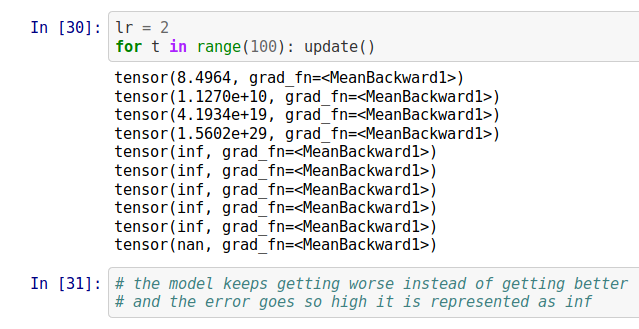 In [30]: lr = 2
for t in range(100): update()
tensor(8.4964, grad_fn=<MeanBackward1>)
tensor(1.1270e+10, grad_fn=<MeanBackward1>)
tensor(4.1934e+19, grad_fn=<MeanBackward1>)
tensor(1.5602e+29, grad_fn=<MeanBackward1>)
tensor(inf, grad_fn=<MeanBackward1>)
tensor(inf, grad_fn=<MeanBackward1>)
tensor(inf, grad_fn=<MeanBackward1>)
tensor(inf, grad_fn=<MeanBackward1>)
tensor(inf, grad_fn=<MeanBackward1>)
tensor(nan, grad_fn=<MeanBackward1>)
In [31]: # the model keeps getting worse instead of getting better
# and the error goes so high it is represented as inf